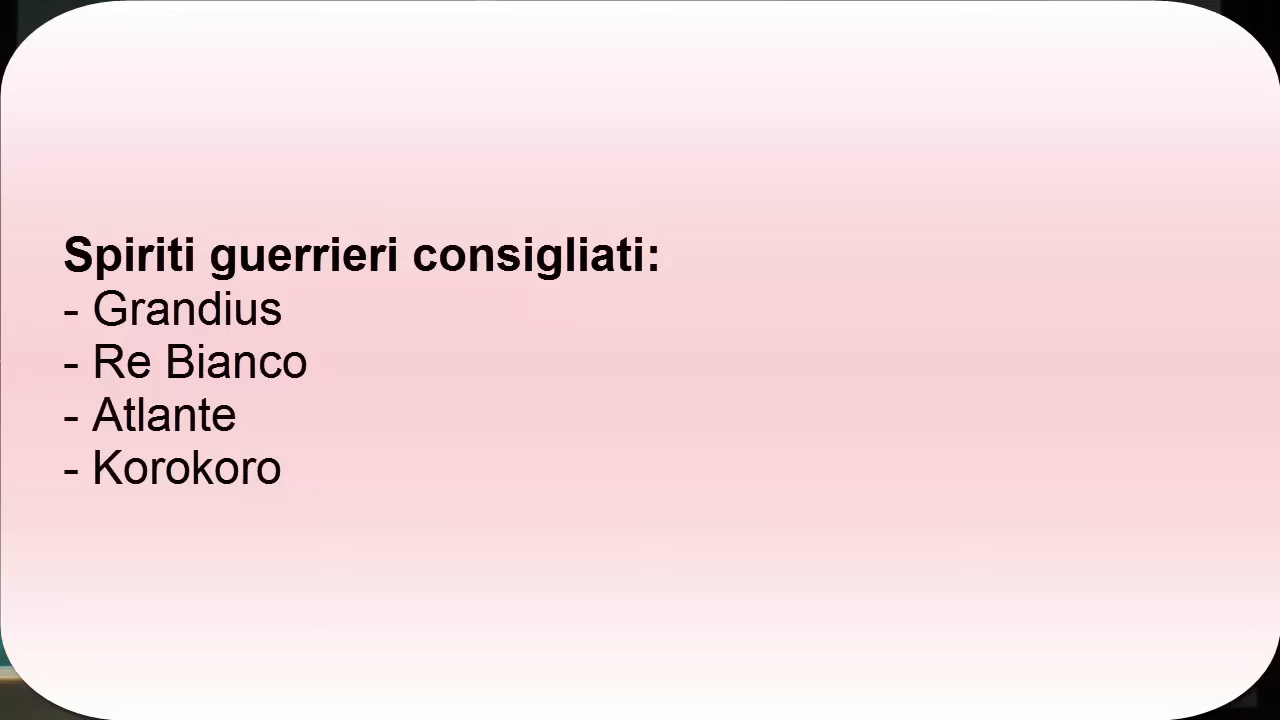 Spiriti guerrieri consigliati:
- Grandius
- Re Bianco
- Atlante
- Korokoro